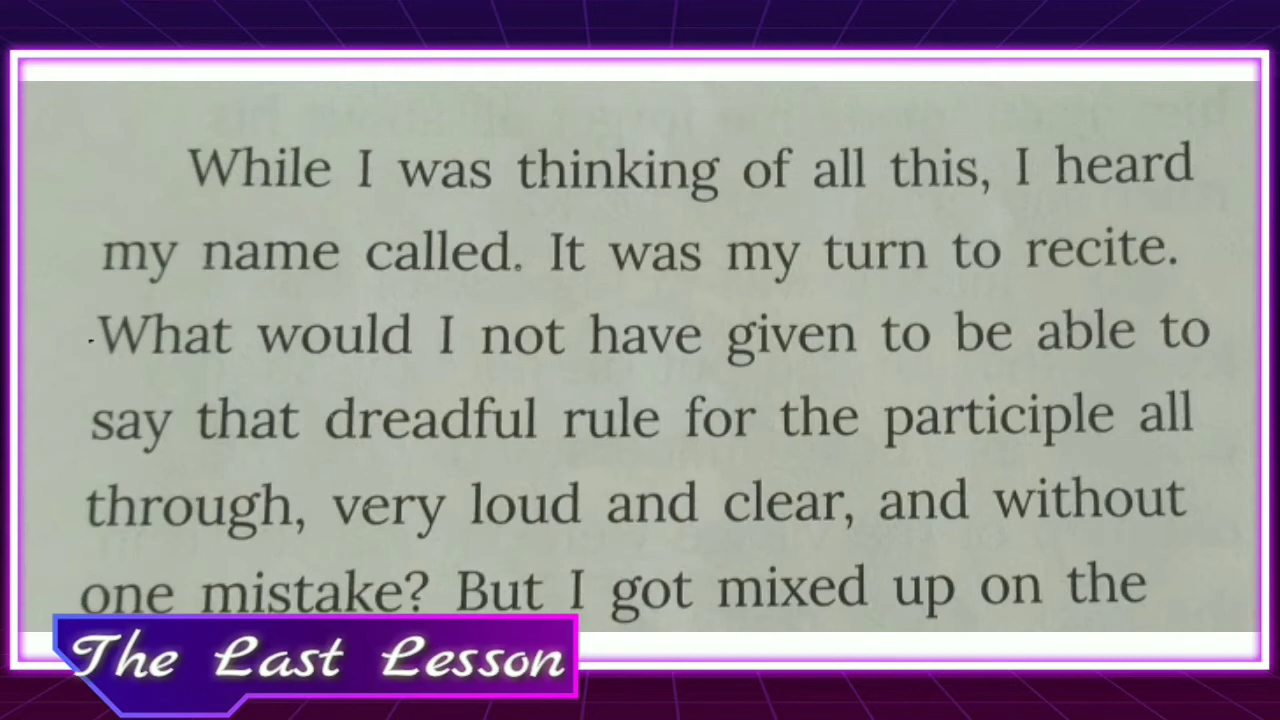 While I was thinking of all this, I heard
my name called. It was my turn to recite.
What would I not have given to be able to
say that dreadful rule for the participle all
through, very loud and clear, and without
one mistake? But I got mixed up on the
The Last Lesson